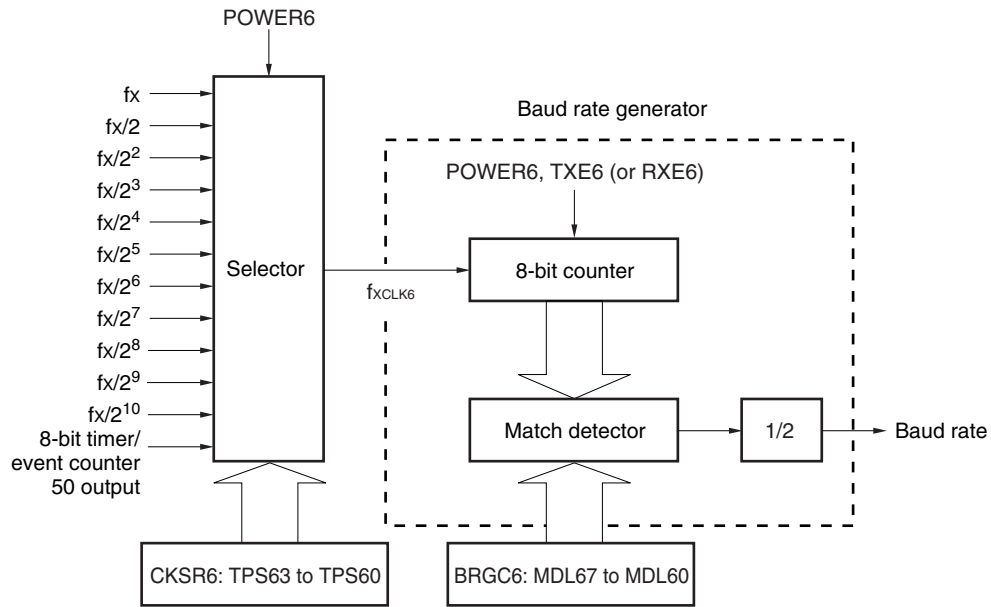 POWER6
fx
fx/2
fx/2²
fx/2³
fx/2⁴
fx/2⁵
fx/2⁶
fx/2⁷
fx/2⁸
fx/2⁹
fx/2¹⁰
8-bit timer/
event counter
50 output
Selector
fXCLK6
Baud rate generator
POWER6, TXE6 (or RXE6)
8-bit counter
Match detector
1/2
Baud rate
CKSR6: TPS63 to TPS60
BRGC6: MDL67 to MDL60